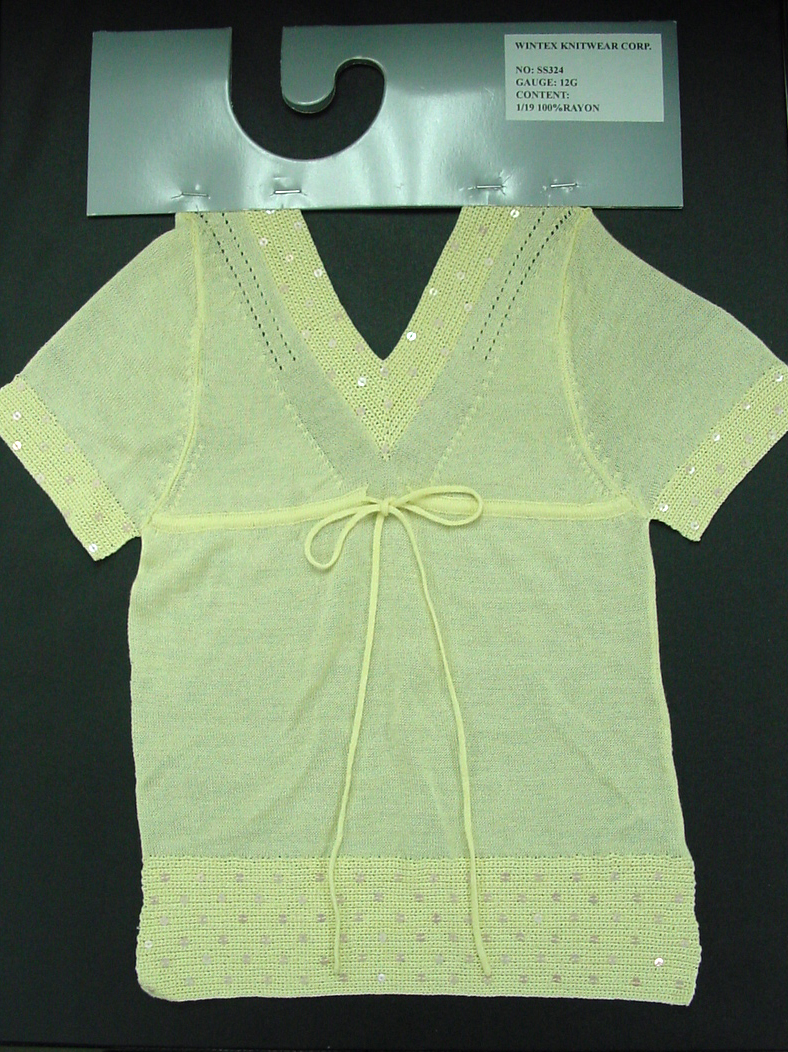 WINTEX KNITWEAR CORP.
NO: SS324
GAUGE: 12G
CONTENT:
1/19 100%RAYON